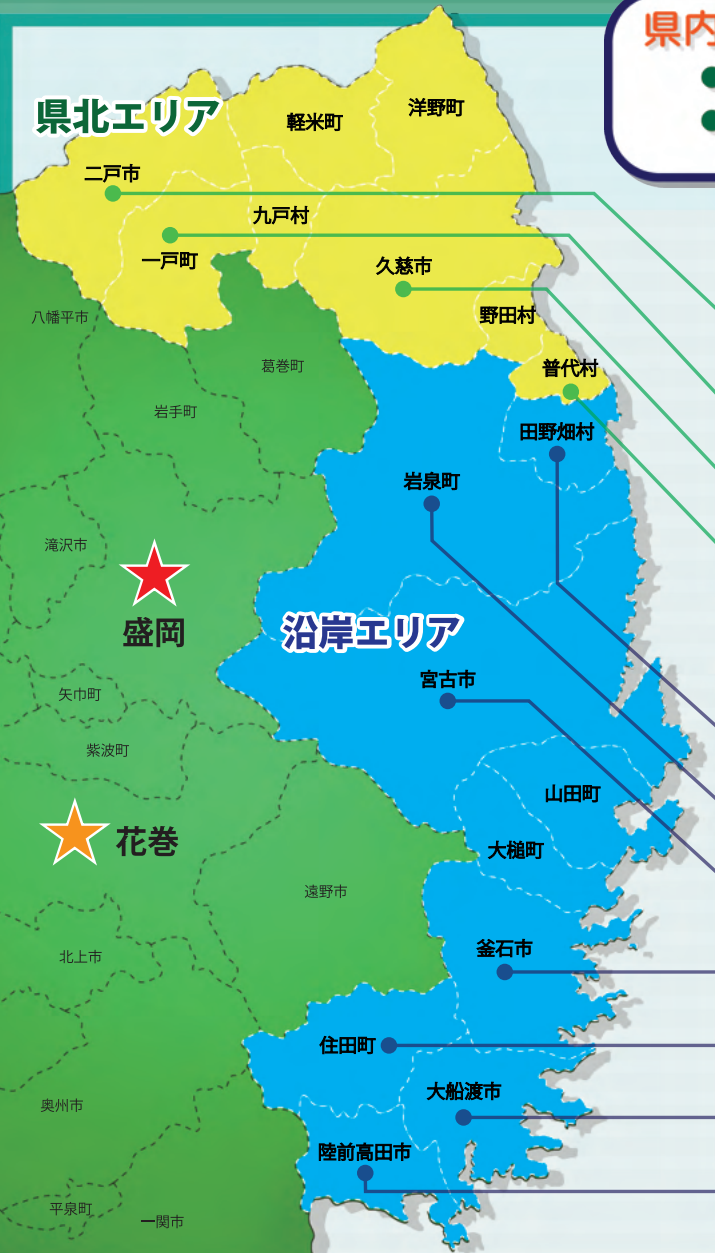 県内
県北エリア
軽米町
洋野町
二戸市
九戸村
一戸町
久慈市
野田村
八幡平市
葛巻町
普代村
岩手町
田野畑村
岩泉町
滝沢市
盛岡
沿岸エリア
宮古市
矢巾町
紫波町
山田町
花巻
大槌町
遠野市
釜石市
北上市
住田町
大船渡市
奥州市
陸前高田市
平泉町
一関市